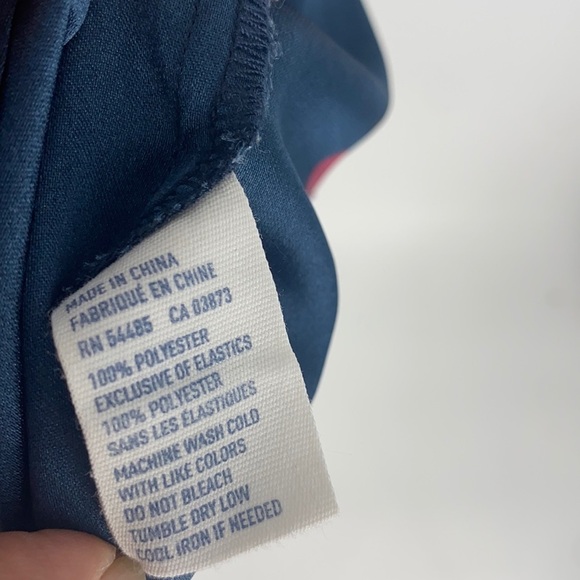 MADE IN CHINA
FABRIQUÉ EN CHINE
RN 54485 CA 03873
100% POLYESTER
EXCLUSIVE OF ELASTICS
100% POLYESTER
SANS LES ÉLASTIQUES
MACHINE WASH COLD
WITH LIKE COLORS
DO NOT BLEACH
TUMBLE DRY LOW
COOL IRON IF NEEDED